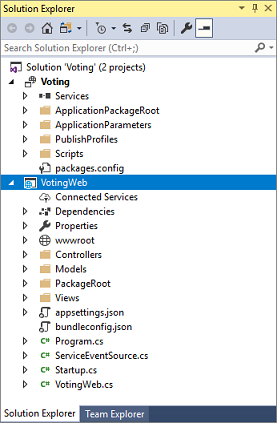 Solution Explorer
Search Solution Explorer (Ctrl+;)
Solution 'Voting' (2 projects)
Voting
Services
ApplicationPackageRoot
ApplicationParameters
PublishProfiles
Scripts
packages.config
VotingWeb
Connected Services
Dependencies
Properties
wwwroot
Controllers
Models
PackageRoot
Views
appsettings.json
bundleconfig.json
C# Program.cs
C# ServiceEventSource.cs
C# Startup.cs
C# VotingWeb.cs
Solution Explorer Team Explorer